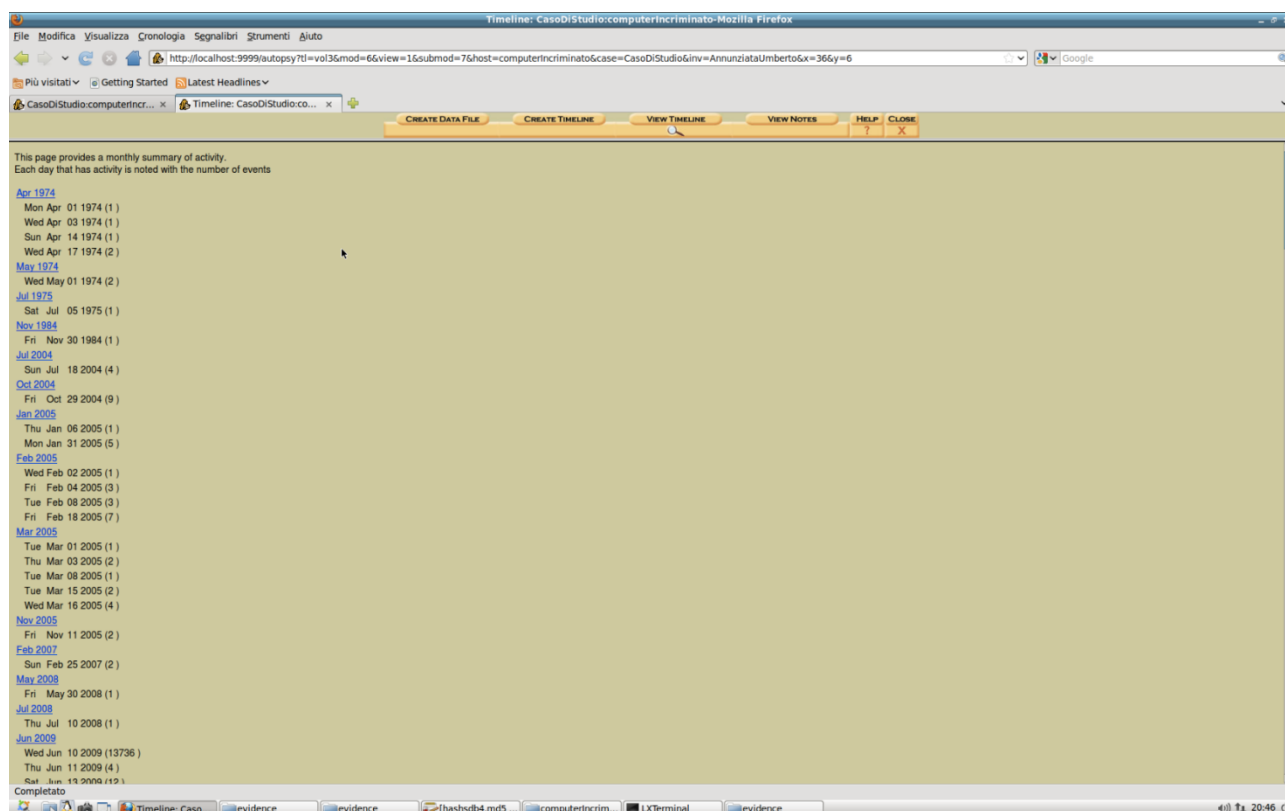 Timeline: CasoDiStudio:computerIncriminato-Mozilla Firefox
File Modifica Visualizza Cronologia Segnalibri Strumenti Aiuto
http://localhost:9999/autopsy?tl=vol3&mod=6&view=1&submod=7&host=computerIncriminato&case=CasoDiStudio&inv=AnnunziataUmberto&x=36&y=6 Google
Più visitati Getting Started Latest Headlines
CasoDiStudio:computerIncr... Timeline: CasoDiStudio:co...
CREATE DATA FILE CREATE TIMELINE VIEW TIMELINE VIEW NOTES HELP CLOSE
? X
This page provides a monthly summary of activity.
Each day that has activity is noted with the number of events
Apr 1974
Mon Apr 01 1974 (1 )
Wed Apr 03 1974 (1 )
Sun Apr 14 1974 (1 )
Wed Apr 17 1974 (2 )
May 1974
Wed May 01 1974 (2 )
Jul 1975
Sat Jul 05 1975 (1 )
Nov 1984
Fri Nov 30 1984 (1 )
Jul 2004
Sun Jul 18 2004 (4 )
Oct 2004
Fri Oct 29 2004 (9 )
Jan 2005
Thu Jan 06 2005 (1 )
Mon Jan 31 2005 (5 )
Feb 2005
Wed Feb 02 2005 (1 )
Fri Feb 04 2005 (3 )
Tue Feb 08 2005 (3 )
Fri Feb 18 2005 (7 )
Mar 2005
Tue Mar 01 2005 (1 )
Thu Mar 03 2005 (2 )
Tue Mar 08 2005 (1 )
Tue Mar 15 2005 (2 )
Wed Mar 16 2005 (4 )
Nov 2005
Fri Nov 11 2005 (2 )
Feb 2007
Sun Feb 25 2007 (2 )
May 2008
Fri May 30 2008 (1 )
Jul 2008
Thu Jul 10 2008 (1 )
Jun 2009
Wed Jun 10 2009 (13736 )
Thu Jun 11 2009 (4 )
Sat Jun 13 2009 (12 )
Completato
Timeline: Caso... evidence evidence [hashsdb4.md5... computerIncrim... LXTerminal evidence 20:46